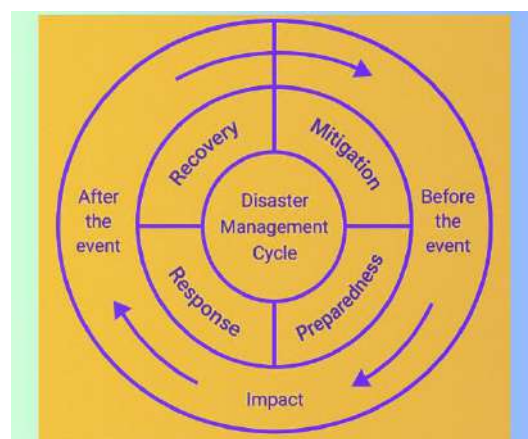 Recovery
Mitigation
After
the
event
Disaster
Management
Cycle
Before
the
event
Response
Preparedness
Impact